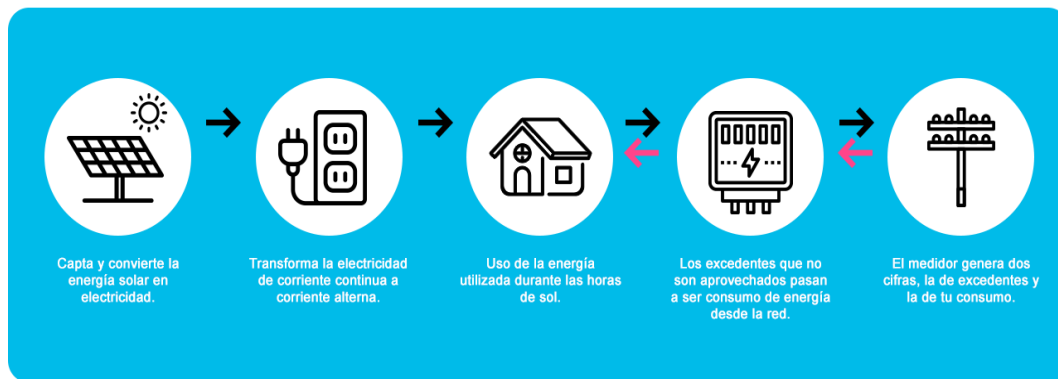 Capta y convierte la
energía solar en
electricidad.
Transforma la electricidad
de corriente continua a
corriente alterna.
Uso de la energía
utilizada durante las horas
de sol.
Los excedentes que no
son aprovechados pasan
a ser consumo de energía
desde la red.
El medidor genera dos
cifras, la de excedentes y
la de tu consumo.